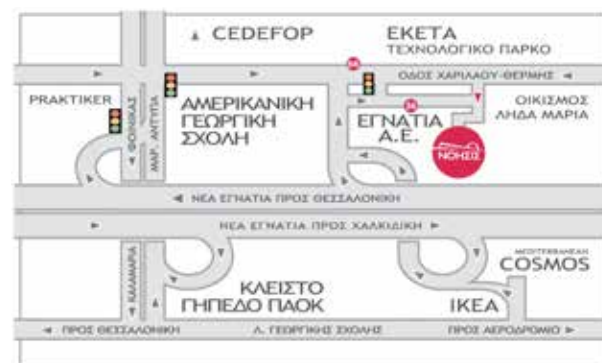 CEDEFOP
ΕΚΕΤΑ
ΤΕΧΝΟΛΟΓΙΚΟ ΠΑΡΚΟ
ΟΔΟΣ ΧΑΡΙΛΑΟΥ-ΘΕΡΜΗΣ
PRAKTIKER
ΦΟΙΝΙΚΑΣ
ΜΑΡ. ΑΝΤΥΠΑ
ΑΜΕΡΙΚΑΝΙΚΗ
ΓΕΩΡΓΙΚΗ
ΣΧΟΛΗ
ΕΓΝΑΤΙΑ
Α.Ε.
ΟΙΚΙΣΜΟΣ
ΛΗΔΑ ΜΑΡΙΑ
ΝΟΗΣΙΣ
ΝΕΑ ΕΓΝΑΤΙΑ ΠΡΟΣ ΘΕΣΣΑΛΟΝΙΚΗ
ΝΕΑ ΕΓΝΑΤΙΑ ΠΡΟΣ ΧΑΛΚΙΔΙΚΗ
ΚΑΛΑΜΑΡΙΑ
ΚΛΕΙΣΤΟ
ΓΗΠΕΔΟ ΠΑΟΚ
ΙΚΕΑ
MEDITERRANEAN
COSMOS
ΠΡΟΣ ΘΕΣΣΑΛΟΝΙΚΗ
Λ. ΓΕΩΡΓΙΚΗΣ ΣΧΟΛΗΣ
ΠΡΟΣ ΑΕΡΟΔΡΟΜΙΟ